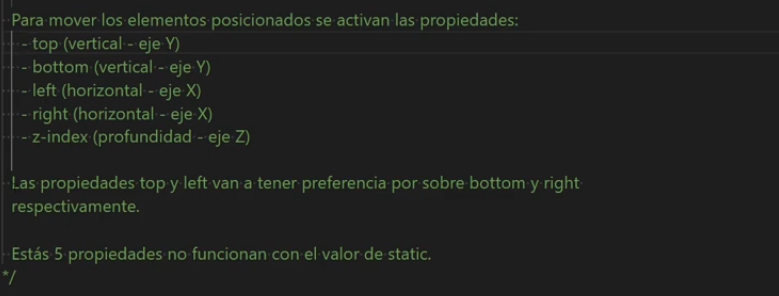 Para mover los elementos posicionados se activan las propiedades:
- top (vertical - eje Y)
- bottom (vertical - eje Y)
- left (horizontal - eje X)
- right (horizontal - eje X)
- z-index (profundidad - eje Z)
Las propiedades top y left van a tener preferencia por sobre bottom y right
respectivamente.
Estás 5 propiedades no funcionan con el valor de static.
*/